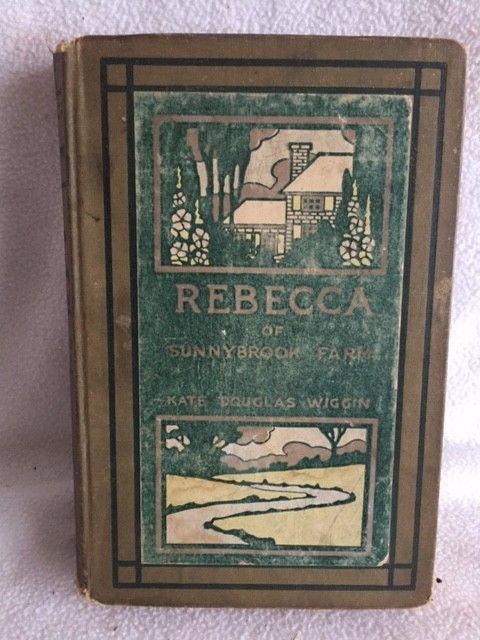 REBECCA
OF
SUNNYBROOK FARM
KATE DOUGLAS WIGGIN